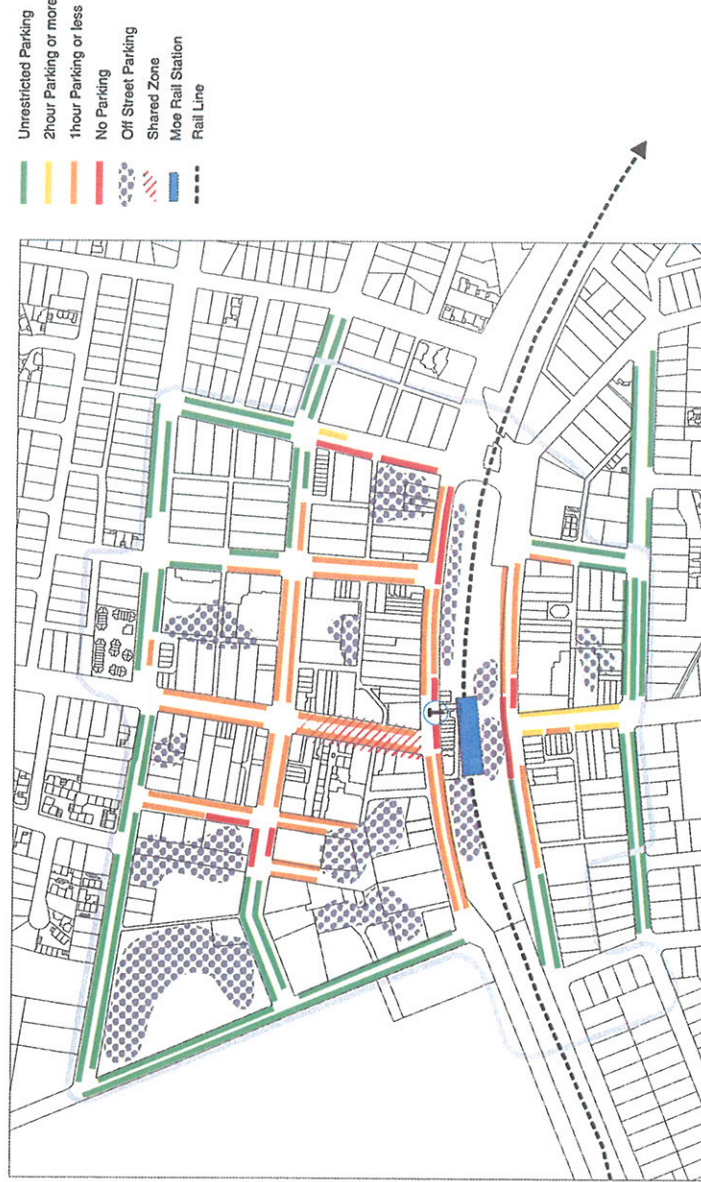 Unrestricted Parking
2hour Parking or more
1hour Parking or less
No Parking
Off Street Parking
Shared Zone
Moe Rail Station
Rail Line